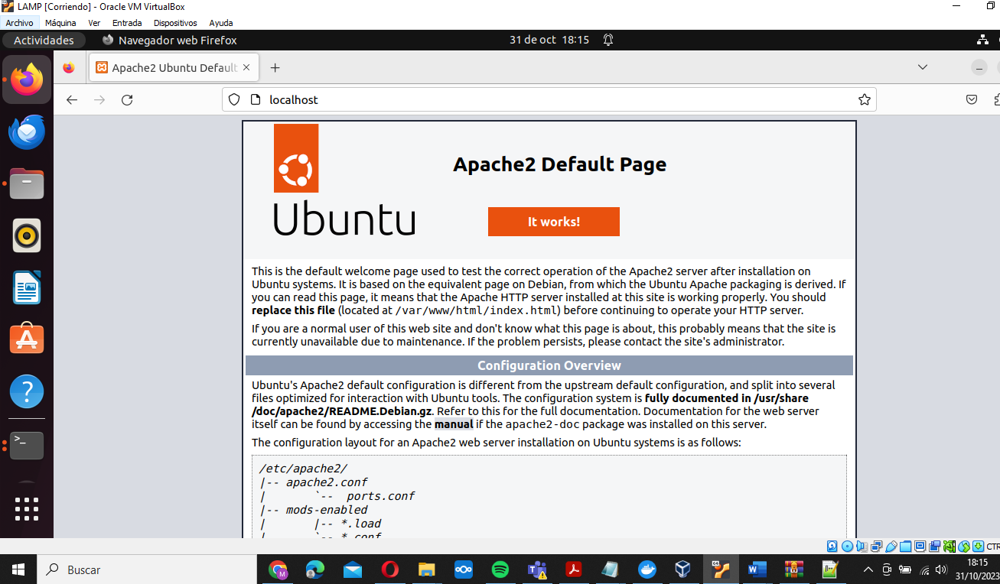 LAMP [Corriendo] - Oracle VM VirtualBox
Archivo Máquina Ver Entrada Dispositivos Ayuda
Actividades Navegador web Firefox 31 de oct 18:15
Apache2 Ubuntu Default
localhost
Apache2 Default Page
Ubuntu
It works!
This is the default welcome page used to test the correct operation of the Apache2 server after installation on
Ubuntu systems. It is based on the equivalent page on Debian, from which the Ubuntu Apache packaging is derived. If
you can read this page, it means that the Apache HTTP server installed at this site is working properly. You should
replace this file (located at /var/www/html/index.html) before continuing to operate your HTTP server.
If you are a normal user of this web site and don't know what this page is about, this probably means that the site is
currently unavailable due to maintenance. If the problem persists, please contact the site's administrator.
Configuration Overview
Ubuntu's Apache2 default configuration is different from the upstream default configuration, and split into several
files optimized for interaction with Ubuntu tools. The configuration system is fully documented in /usr/share
/doc/apache2/README.Debian.gz. Refer to this for the full documentation. Documentation for the web server
itself can be found by accessing the manual if the apache2-doc package was installed on this server.
The configuration layout for an Apache2 web server installation on Ubuntu systems is as follows:
/etc/apache2/
|-- apache2.conf
|       `--  ports.conf
|-- mods-enabled
|       |-- *.load
|       `-- *.conf
CTR
Buscar
18:15
31/10/2023